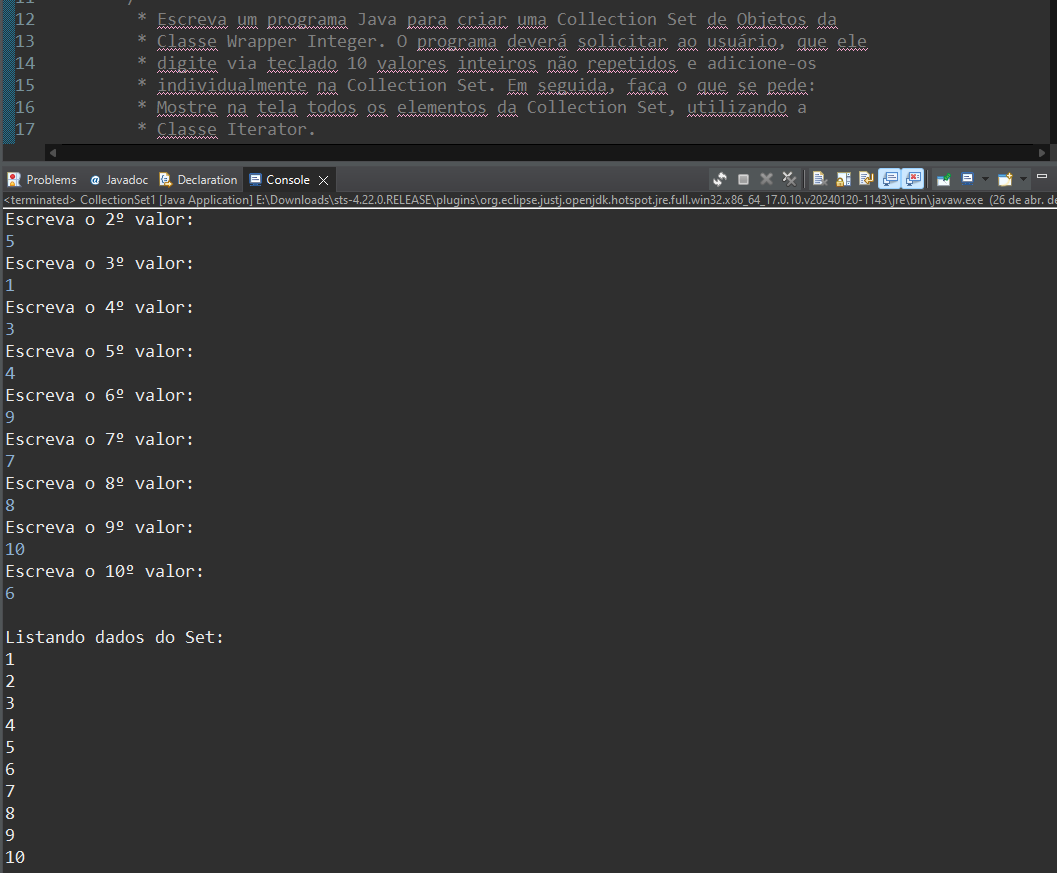 12 * Escreva um programa Java para criar uma Collection Set de Objetos da
13 * Classe Wrapper Integer. O programa deverá solicitar ao usuário, que ele
14 * digite via teclado 10 valores inteiros não repetidos e adicione-os
15 * individualmente na Collection Set. Em seguida, faça o que se pede:
16 * Mostre na tela todos os elementos da Collection Set, utilizando a
17 * Classe Iterator.
Problems @ Javadoc Declaration Console
<terminated> CollectionSet1 [Java Application] E:\Downloads\sts-4.22.0.RELEASE\plugins\org.eclipse.justj.openjdk.hotspot.jre.full.win32.x86_64_17.0.10.v20240120-1143\jre\bin\javaw.exe (26 de abr. de
Escreva o 2º valor:
5
Escreva o 3º valor:
1
Escreva o 4º valor:
3
Escreva o 5º valor:
4
Escreva o 6º valor:
9
Escreva o 7º valor:
7
Escreva o 8º valor:
8
Escreva o 9º valor:
10
Escreva o 10º valor:
6
Listando dados do Set:
1
2
3
4
5
6
7
8
9
10